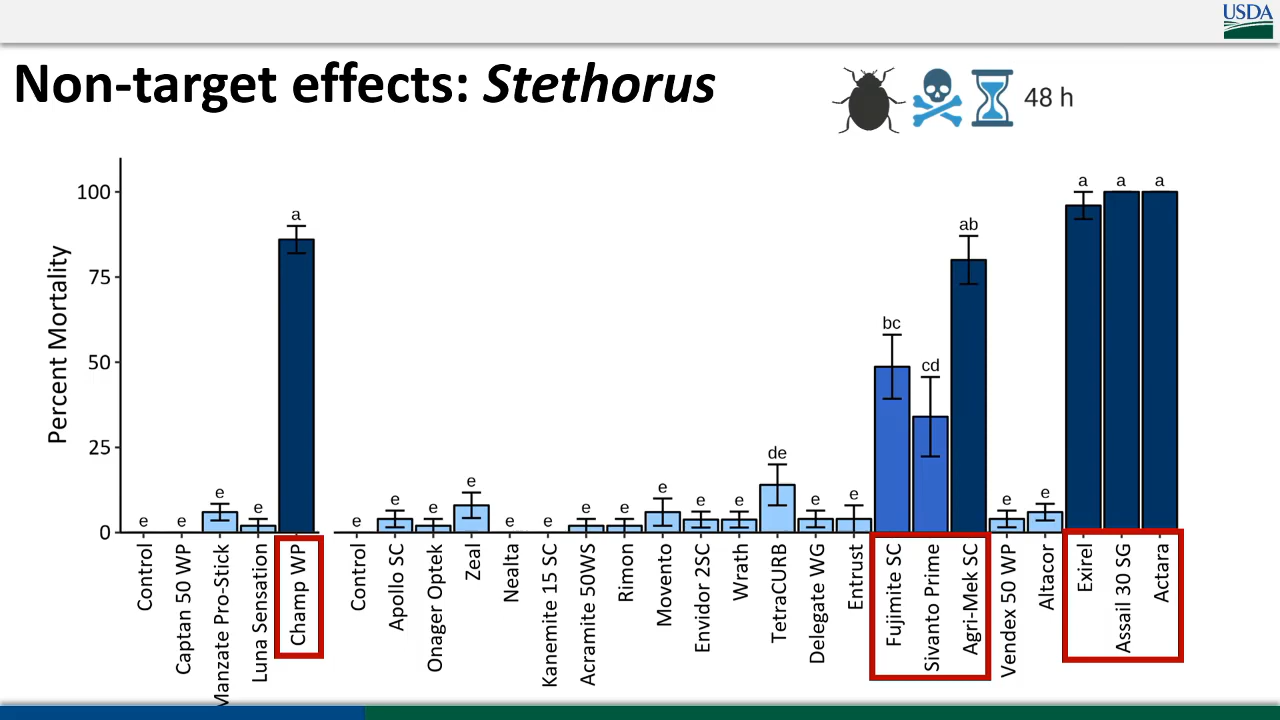 USDA
Non-target effects: Stethorus
48 h
Percent Mortality
100
75
50
25
0
e
e
e
e
a
e
e
e
e
e
e
e
e
e
e
e
de
e
e
bc
cd
ab
e
e
a
a
a
Control
Captan 50 WP
Manzate Pro-Stick
Luna Sensation
Champ WP
Control
Apollo SC
Onager Optek
Zeal
Nealta
Kanemite 15 SC
Acramite 50WS
Rimon
Movento
Envidor 2SC
Wrath
TetraCURB
Delegate WG
Entrust
Fujimite SC
Sivanto Prime
Agri-Mek SC
Vendex 50 WP
Altacor
Exirel
Assail 30 SG
Actara